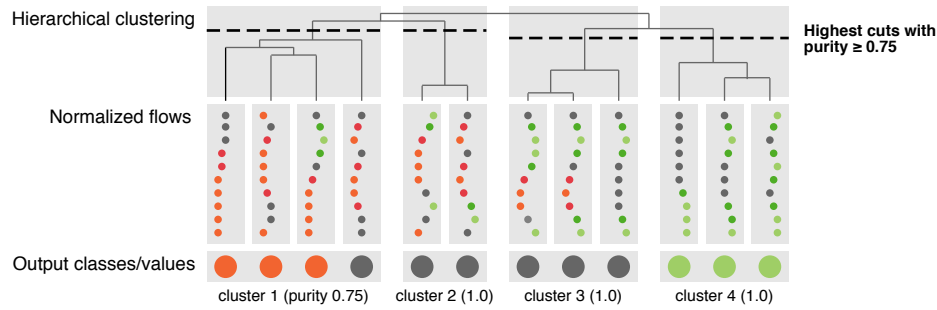 Hierarchical clustering
Highest cuts with
purity ≥ 0.75
Normalized flows
Output classes/values
cluster 1 (purity 0.75)
cluster 2 (1.0)
cluster 3 (1.0)
cluster 4 (1.0)